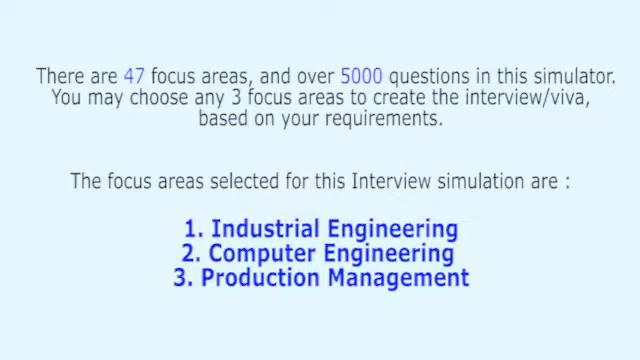 There are 47 focus areas, and over 5000 questions in this simulator.
You may choose any 3 focus areas to create the interview/viva,
based on your requirements.
The focus areas selected for this Interview simulation are :
1. Industrial Engineering
2. Computer Engineering
3. Production Management